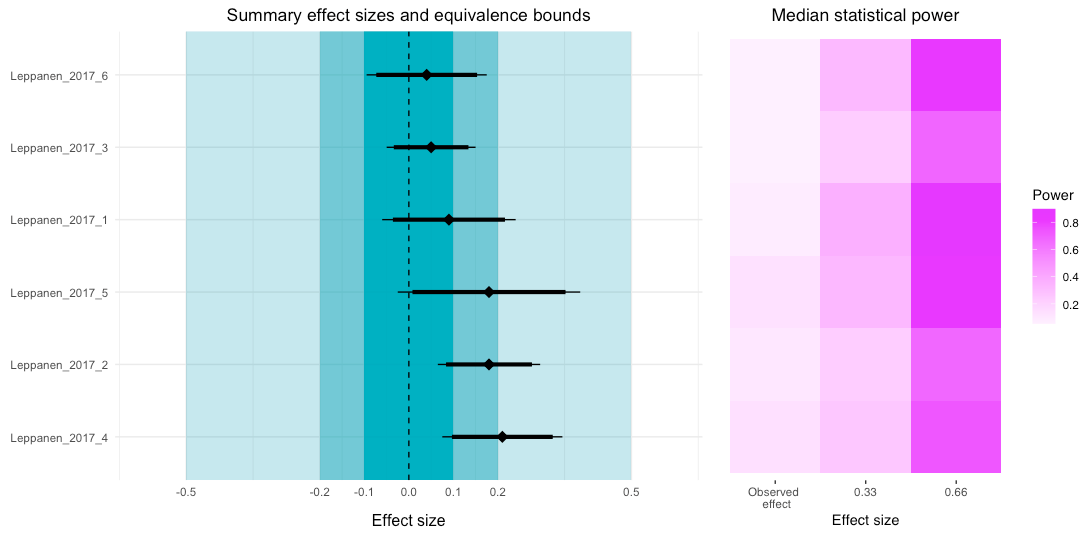 Summary effect sizes and equivalence bounds
Leppanen_2017_6
Leppanen_2017_3
Leppanen_2017_1
Leppanen_2017_5
Leppanen_2017_2
Leppanen_2017_4
-0.5
-0.2
-0.1
0.0
0.1
0.2
0.5
Effect size
Median statistical power
Observed
effect
0.33
0.66
Effect size
Power
0.8
0.6
0.4
0.2